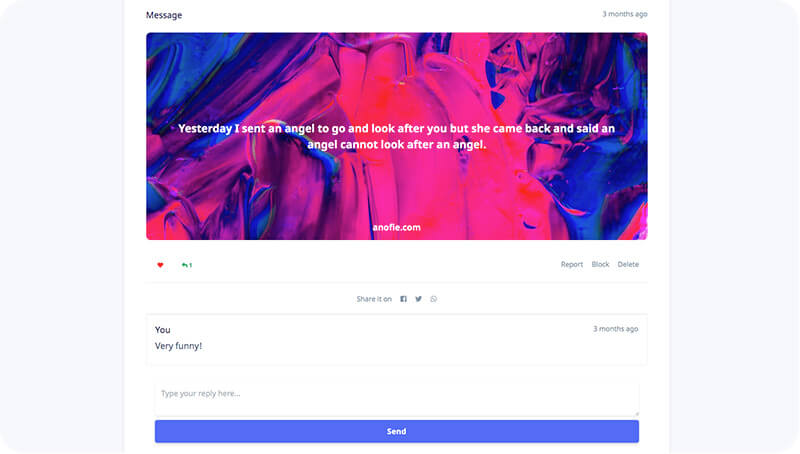 Message
3 months ago
Yesterday I sent an angel to go and look after you but she came back and said an
angel cannot look after an angel.
anofie.com
1
Report Block Delete
Share it on
You
3 months ago
Very funny!
Type your reply here...
Send